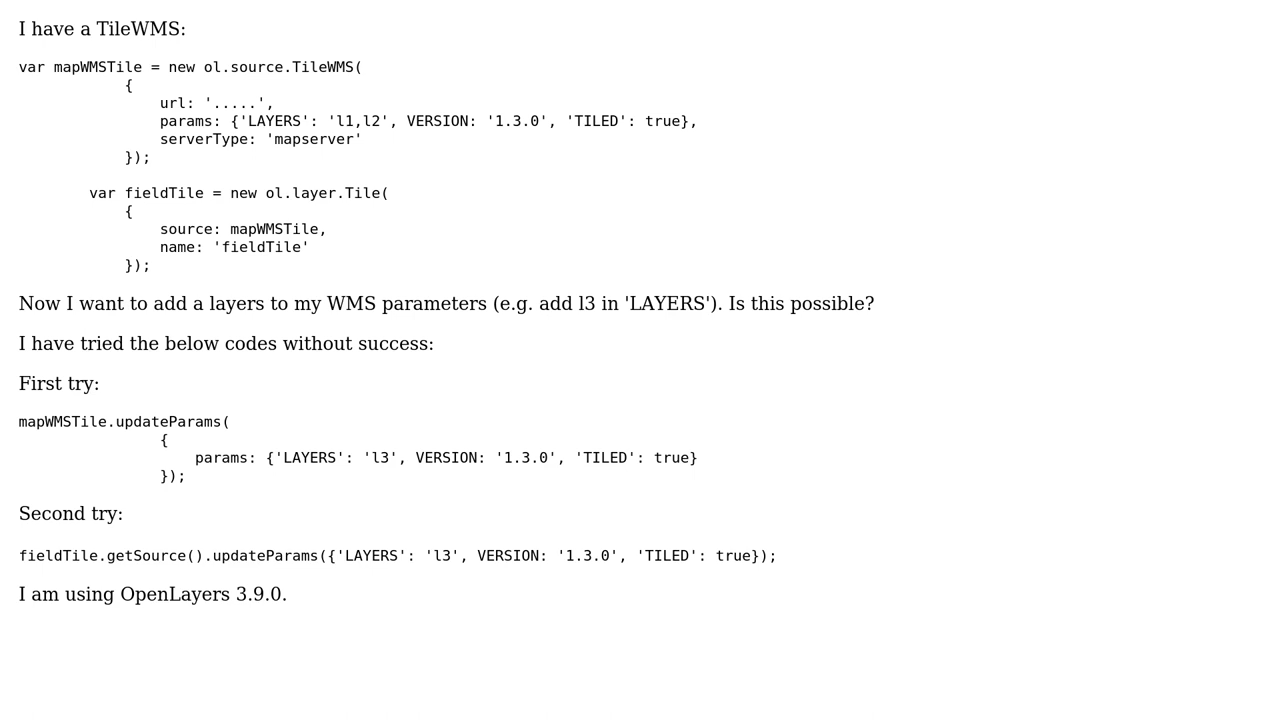 I have a TileWMS:
var mapWMSTile = new ol.source.TileWMS(
{
url: '.....',
params: {'LAYERS': 'l1,l2', VERSION: '1.3.0', 'TILED': true},
serverType: 'mapserver'
});
var fieldTile = new ol.layer.Tile(
{
source: mapWMSTile,
name: 'fieldTile'
});
Now I want to add a layers to my WMS parameters (e.g. add l3 in 'LAYERS'). Is this possible?
I have tried the below codes without success:
First try:
mapWMSTile.updateParams(
{
params: {'LAYERS': 'l3', VERSION: '1.3.0', 'TILED': true}
});
Second try:
fieldTile.getSource().updateParams({'LAYERS': 'l3', VERSION: '1.3.0', 'TILED': true});
I am using OpenLayers 3.9.0.